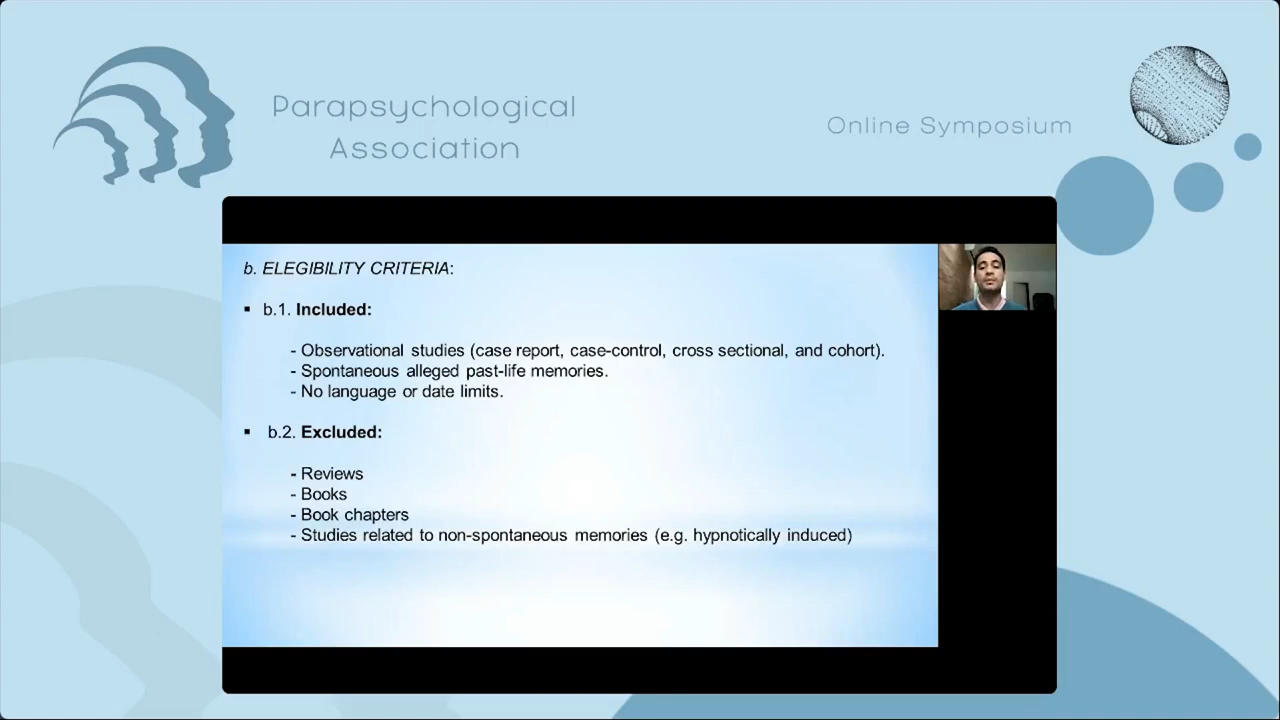 Parapsychological
Association
Online Symposium
b. ELEGIBILITY CRITERIA:
▪ b.1. Included:
- Observational studies (case report, case-control, cross sectional, and cohort).
- Spontaneous alleged past-life memories.
- No language or date limits.
▪ b.2. Excluded:
- Reviews
- Books
- Book chapters
- Studies related to non-spontaneous memories (e.g. hypnotically induced)